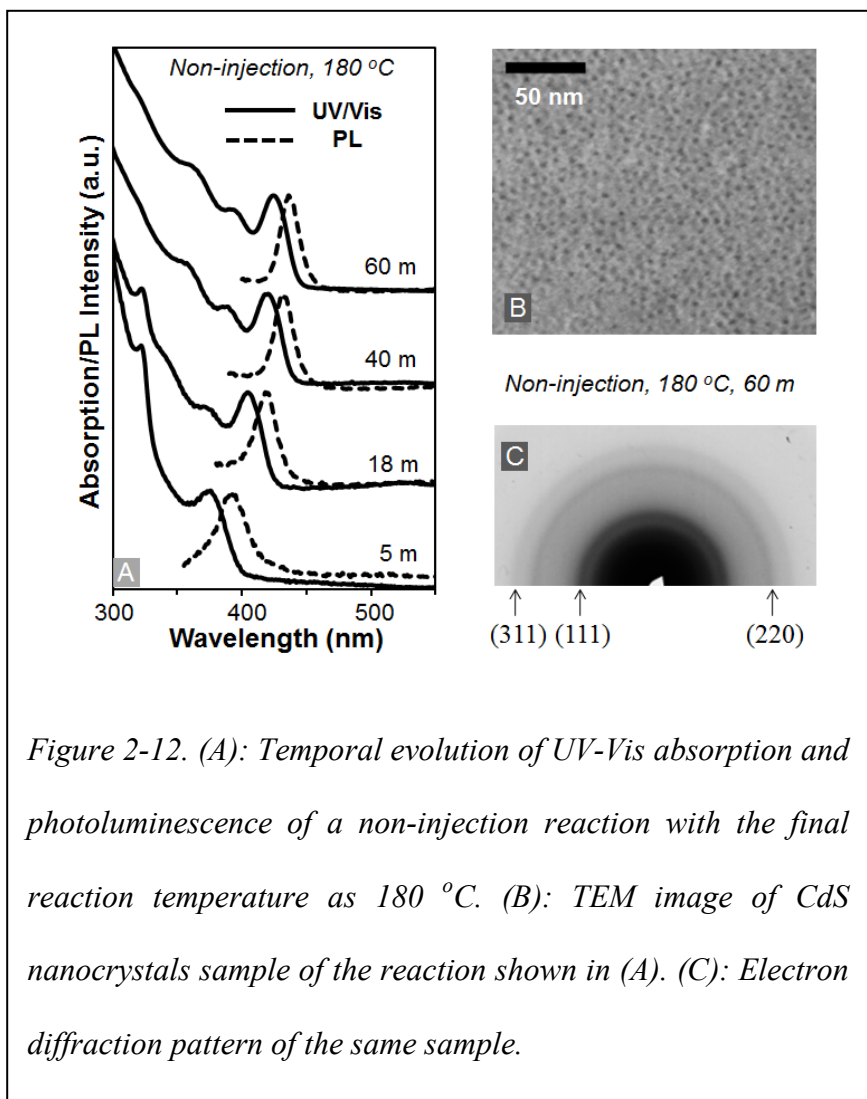 Non-injection, 180 °C
UV/Vis
PL
Absorption/PL Intensity (a.u.)
60 m
40 m
18 m
5 m
A
300 400 500
Wavelength (nm)
50 nm
B
Non-injection, 180 °C, 60 m
C
(311) (111) (220)
Figure 2-12. (A): Temporal evolution of UV-Vis absorption and
photoluminescence of a non-injection reaction with the final
reaction temperature as 180 °C. (B): TEM image of CdS
nanocrystals sample of the reaction shown in (A). (C): Electron
diffraction pattern of the same sample.